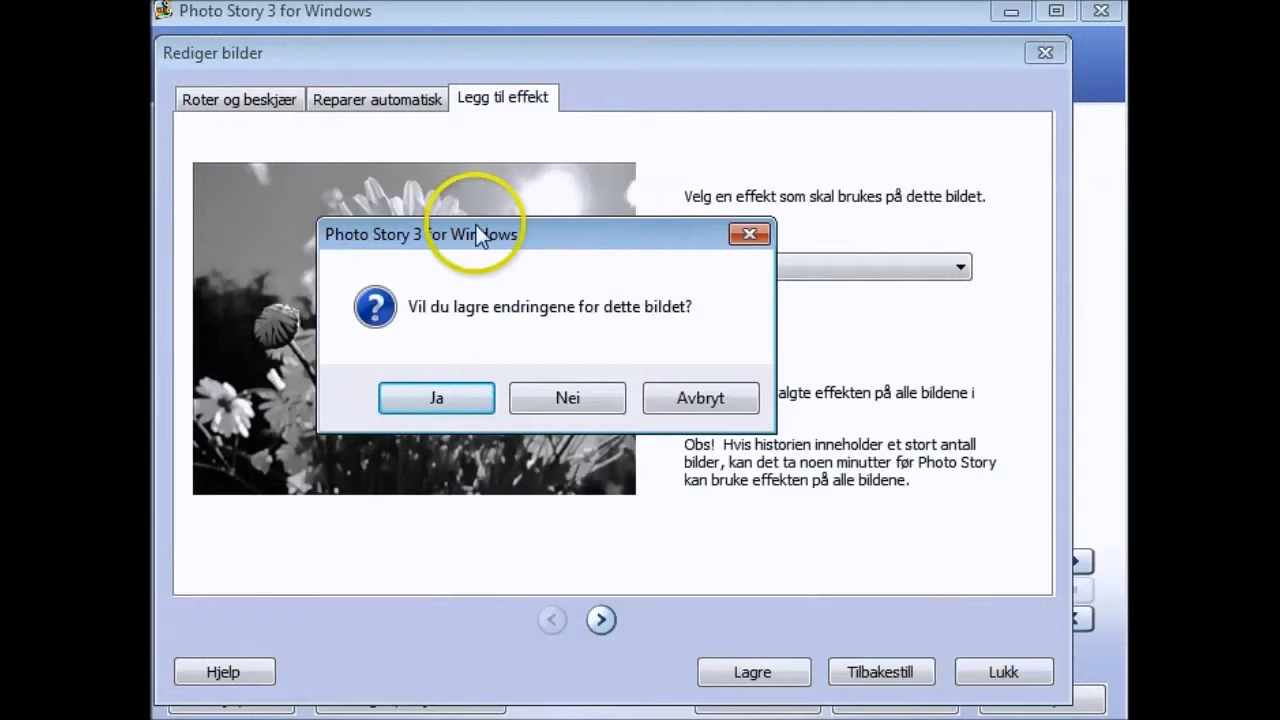 Photo Story 3 for Windows
Rediger bilder
Roter og beskjær
Reparer automatisk
Legg til effekt
Velg en effekt som skal brukes på dette bildet.
Photo Story 3 for Windows
Vil du lagre endringene for dette bildet?
Ja
Nei
Avbryt
algte effekten på alle bildene i
Obs! Hvis historien inneholder et stort antall
bilder, kan det ta noen minutter før Photo Story
kan bruke effekten på alle bildene.
Hjelp
Lagre
Tilbakestill
Lukk